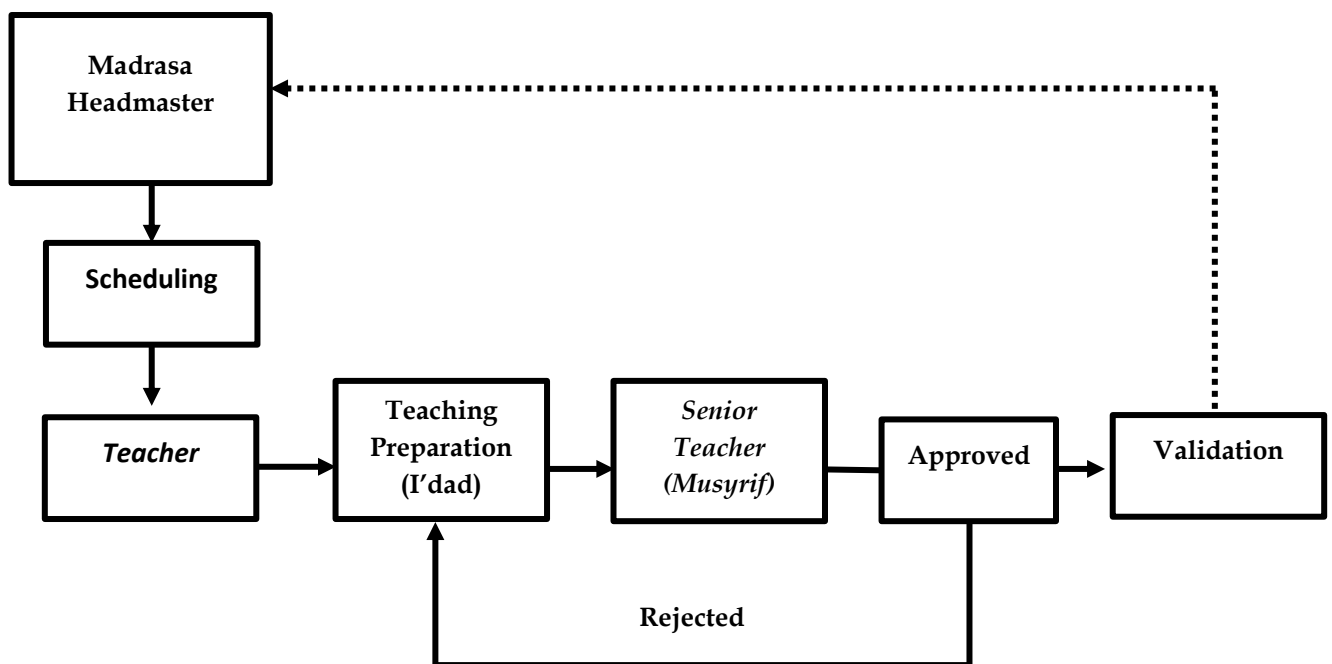 Madrasa
Headmaster
Scheduling
Teacher
Teaching
Preparation
(I’dad)
Senior
Teacher
(Musyrif)
Approved
Validation
Rejected